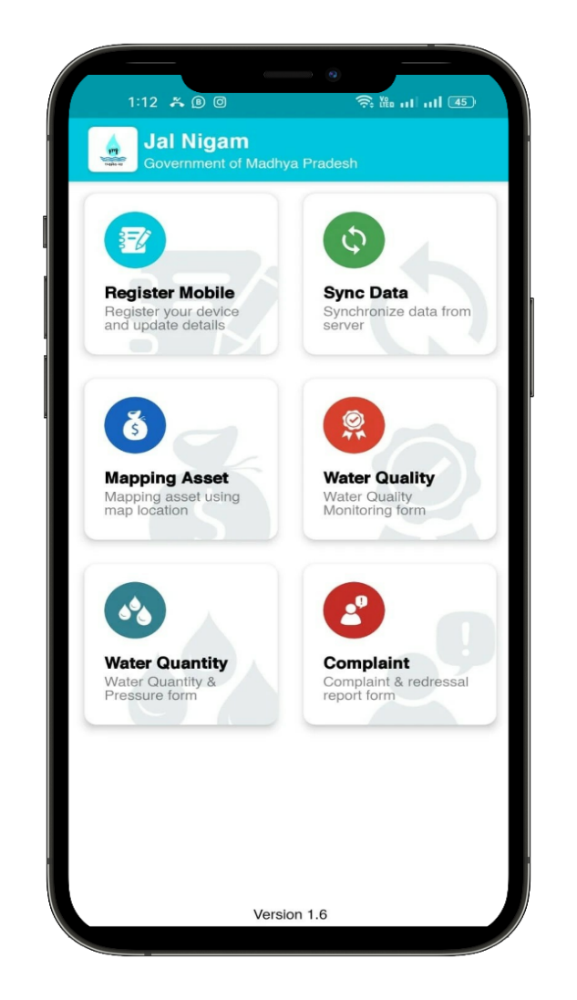 1:12
45
Jal Nigam
Government of Madhya Pradesh
Register Mobile
Register your device
and update details
Sync Data
Synchronize data from
server
Mapping Asset
Mapping asset using
map location
Water Quality
Water Quality
Monitoring form
Water Quantity
Water Quantity &
Pressure form
Complaint
Complaint & redressal
report form
Version 1.6